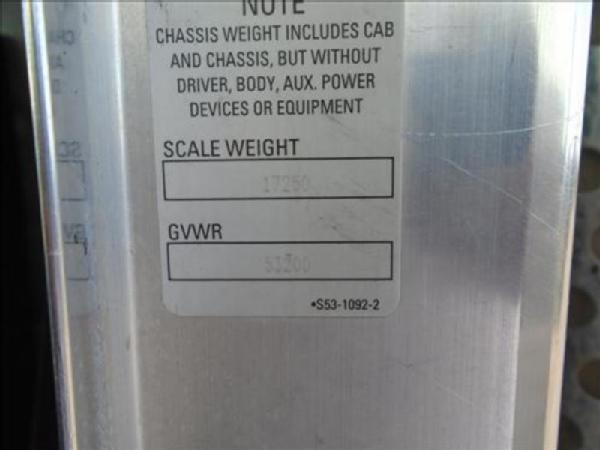 NOTE
CHASSIS WEIGHT INCLUDES CAB
AND CHASSIS, BUT WITHOUT
DRIVER, BODY, AUX. POWER
DEVICES OR EQUIPMENT
SCALE WEIGHT
17250
GVWR
53200
*S53-1092-2